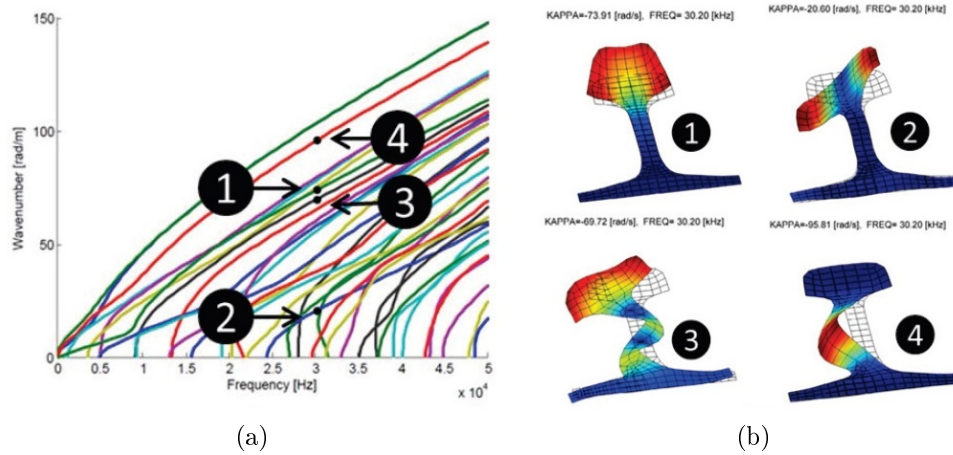 150
100
50
0
Wavenumber [rad/m]
0 0.5 1 1.5 2 2.5 3 3.5 4 4.5 5
Frequency [Hz]
x 10⁴
4
1
3
2
(a)
KAPPA=-73.91 [rad/s], FREQ= 30.20 [kHz]
1
KAPPA=-20.60 [rad/s], FREQ= 30.20 [kHz]
2
KAPPA=-69.72 [rad/s], FREQ= 30.20 [kHz]
3
KAPPA=-95.81 [rad/s], FREQ= 30.20 [kHz]
4
(b)